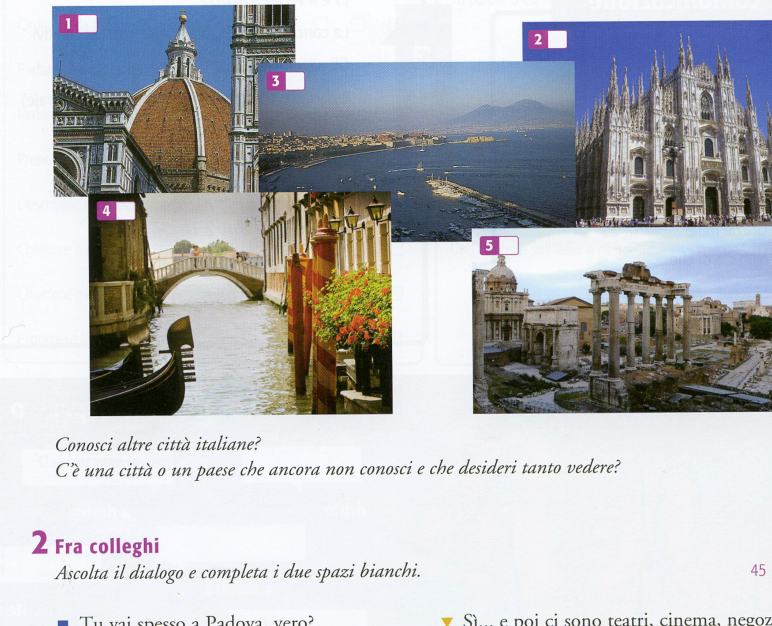 1
2
3
4
5
Conosci altre città italiane?
C'è una città o un paese che ancora non conosci e che desideri tanto vedere?
2 Fra colleghi
Ascolta il dialogo e completa i due spazi bianchi.
45
Tu vai spesso a Padova, vero?
Sì... e poi ci sono teatri, cinema, negoz